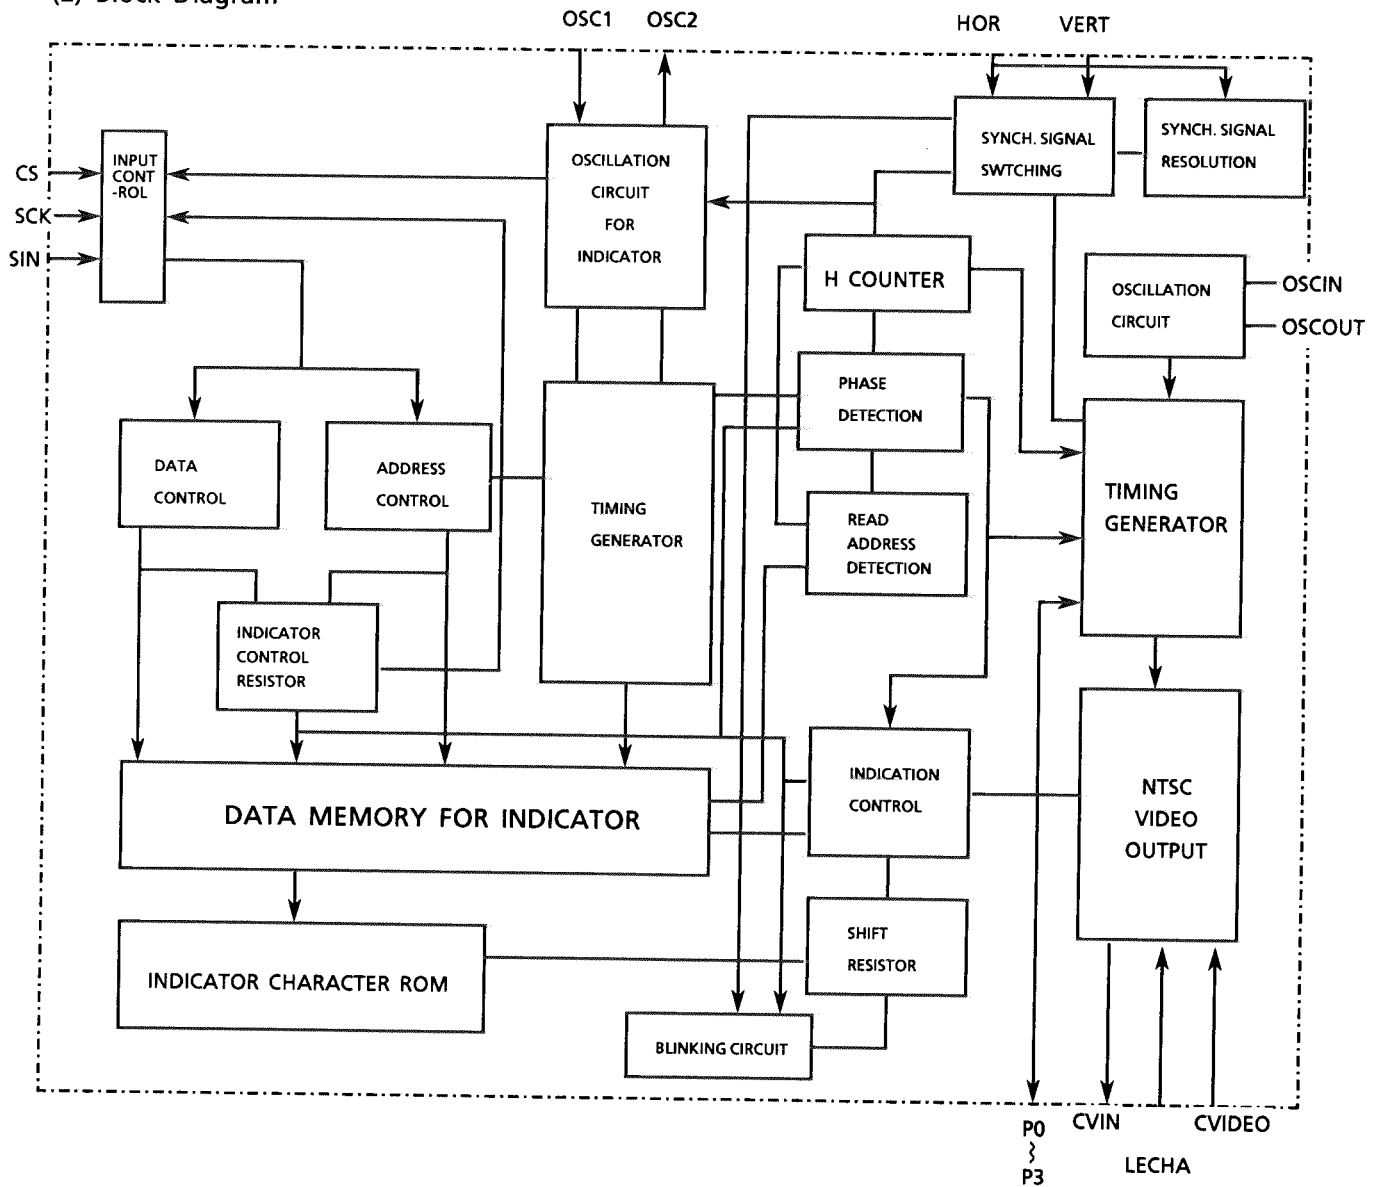 (2) Block Diagram
OSC1 OSC2
HOR VERT
CS
SCK
SIN
INPUT
CONT
-ROL
OSCILLATION
CIRCUIT
FOR
INDICATOR
SYNCH. SIGNAL
SWTCHING
SYNCH. SIGNAL
RESOLUTION
H COUNTER
OSCILLATION
CIRCUIT
OSCIN
OSCOUT
PHASE
DETECTION
DATA
CONTROL
ADDRESS
CONTROL
TIMING
GENERATOR
READ
ADDRESS
DETECTION
TIMING
GENERATOR
INDICATOR
CONTROL
RESISTOR
DATA MEMORY FOR INDICATOR
INDICATION
CONTROL
NTSC
VIDEO
OUTPUT
INDICATOR CHARACTER ROM
SHIFT
RESISTOR
BLINKING CIRCUIT
P0
~
P3
CVIN
LECHA
CVIDEO